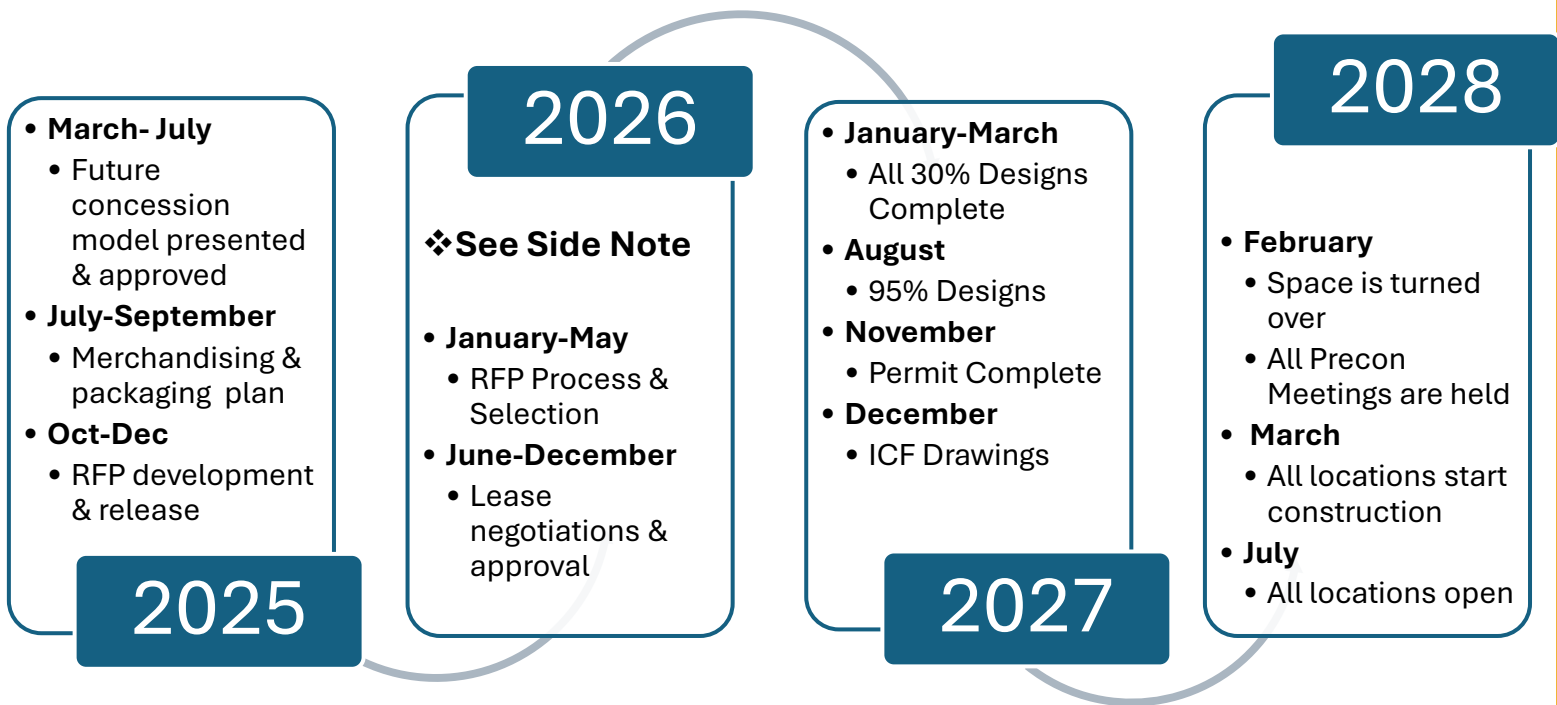 • March- July
• Future
concession
model presented
& approved
• July-September
• Merchandising &
packaging plan
• Oct-Dec
• RFP development
& release
2025
2026
❖See Side Note
• January-May
• RFP Process &
Selection
• June-December
• Lease
negotiations &
approval
• January-March
• All 30% Designs
Complete
• August
• 95% Designs
• November
• Permit Complete
• December
• ICF Drawings
2027
2028
• February
• Space is turned
over
• All Precon
Meetings are held
• March
• All locations start
construction
• July
• All locations open